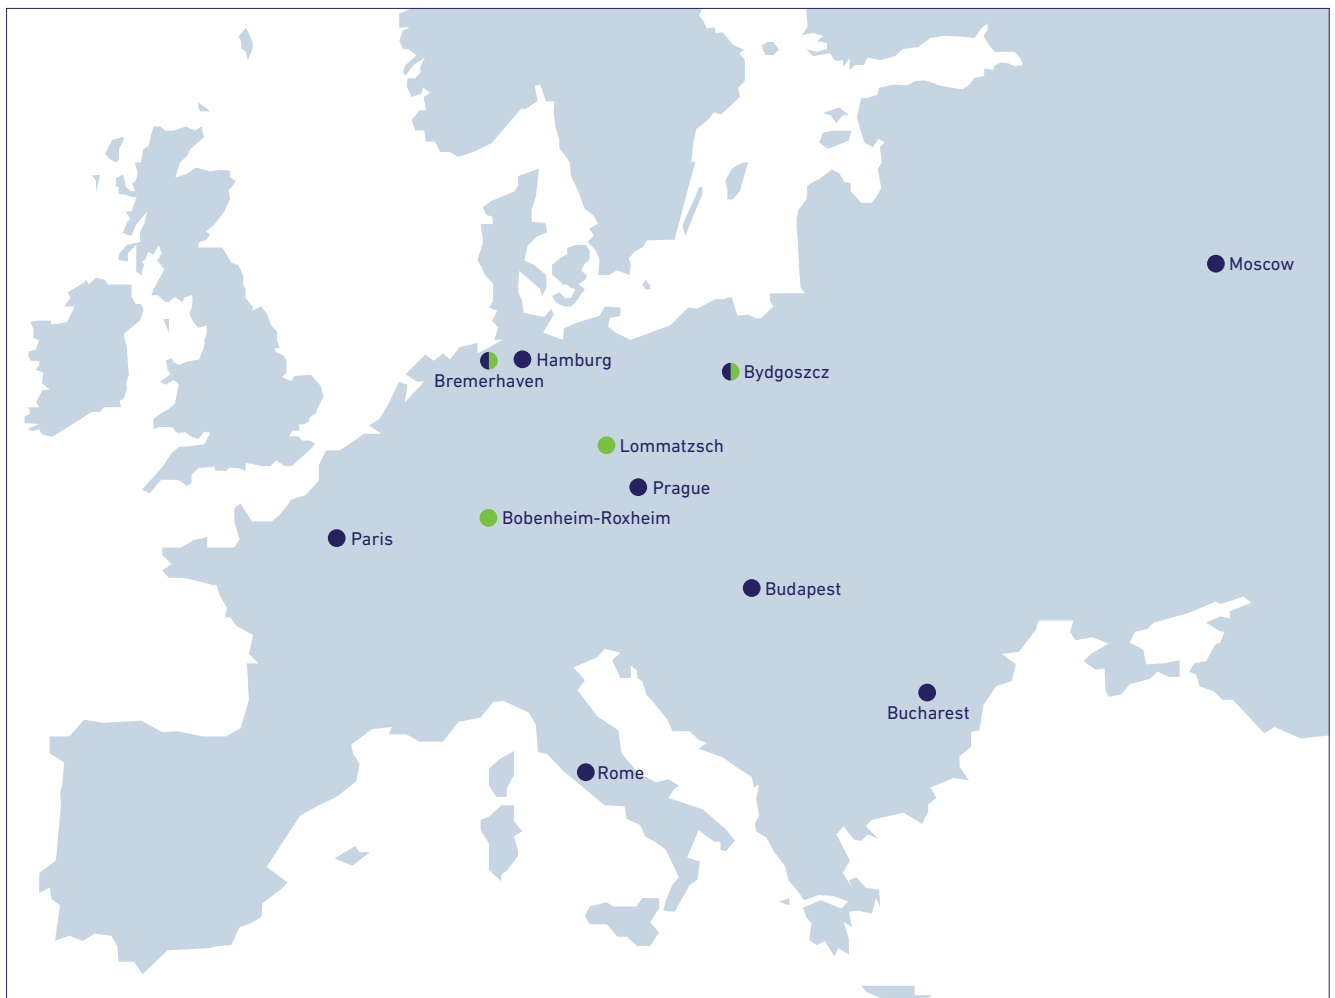 Moscow
Hamburg
Bremerhaven
Bydgoszcz
Lommatzsch
Prague
Bobenheim-Roxheim
Paris
Budapest
Bucharest
Rome